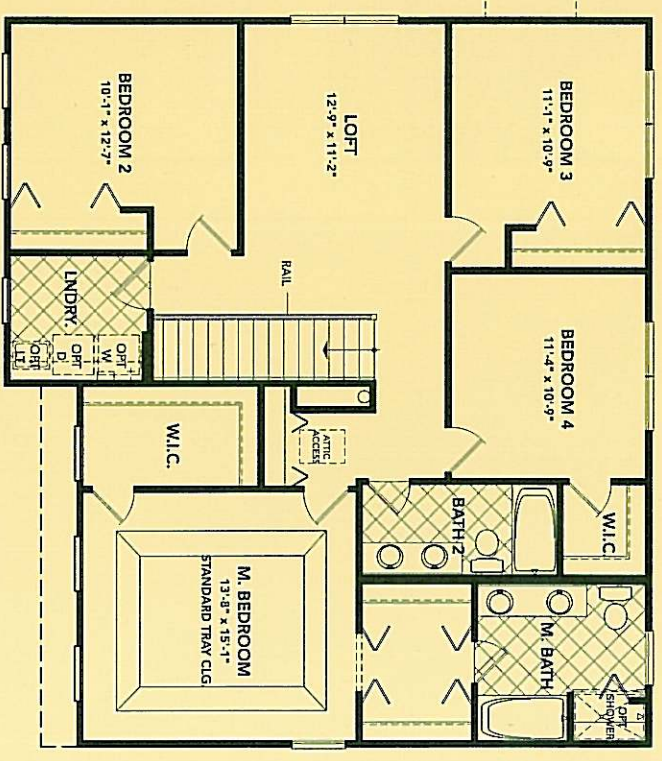 BEDROOM 2
10'-1" x 12'-7"
LOFT
12'-9" x 11'-2"
BEDROOM 3
11'-1" x 10'-9"
LNDRY.
OPT
LT
OPT
D
OPT
W
RAIL
BEDROOM 4
11'-4" x 10'-9"
W.I.C.
ATTIC
ACCESS
BATH 2
W.I.C.
M. BEDROOM
13'-8" x 15'-1"
STANDARD TRAY CLG.
M. BATH
OPT
SHOWER